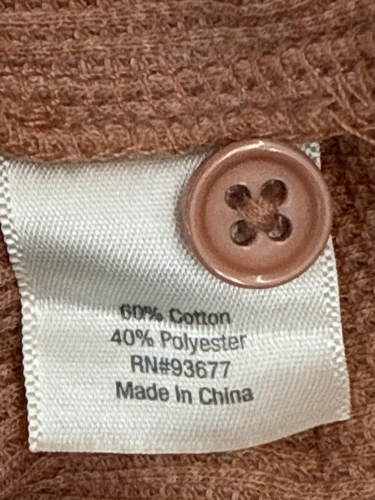 60% Cotton
40% Polyester
RN#93677
Made In China